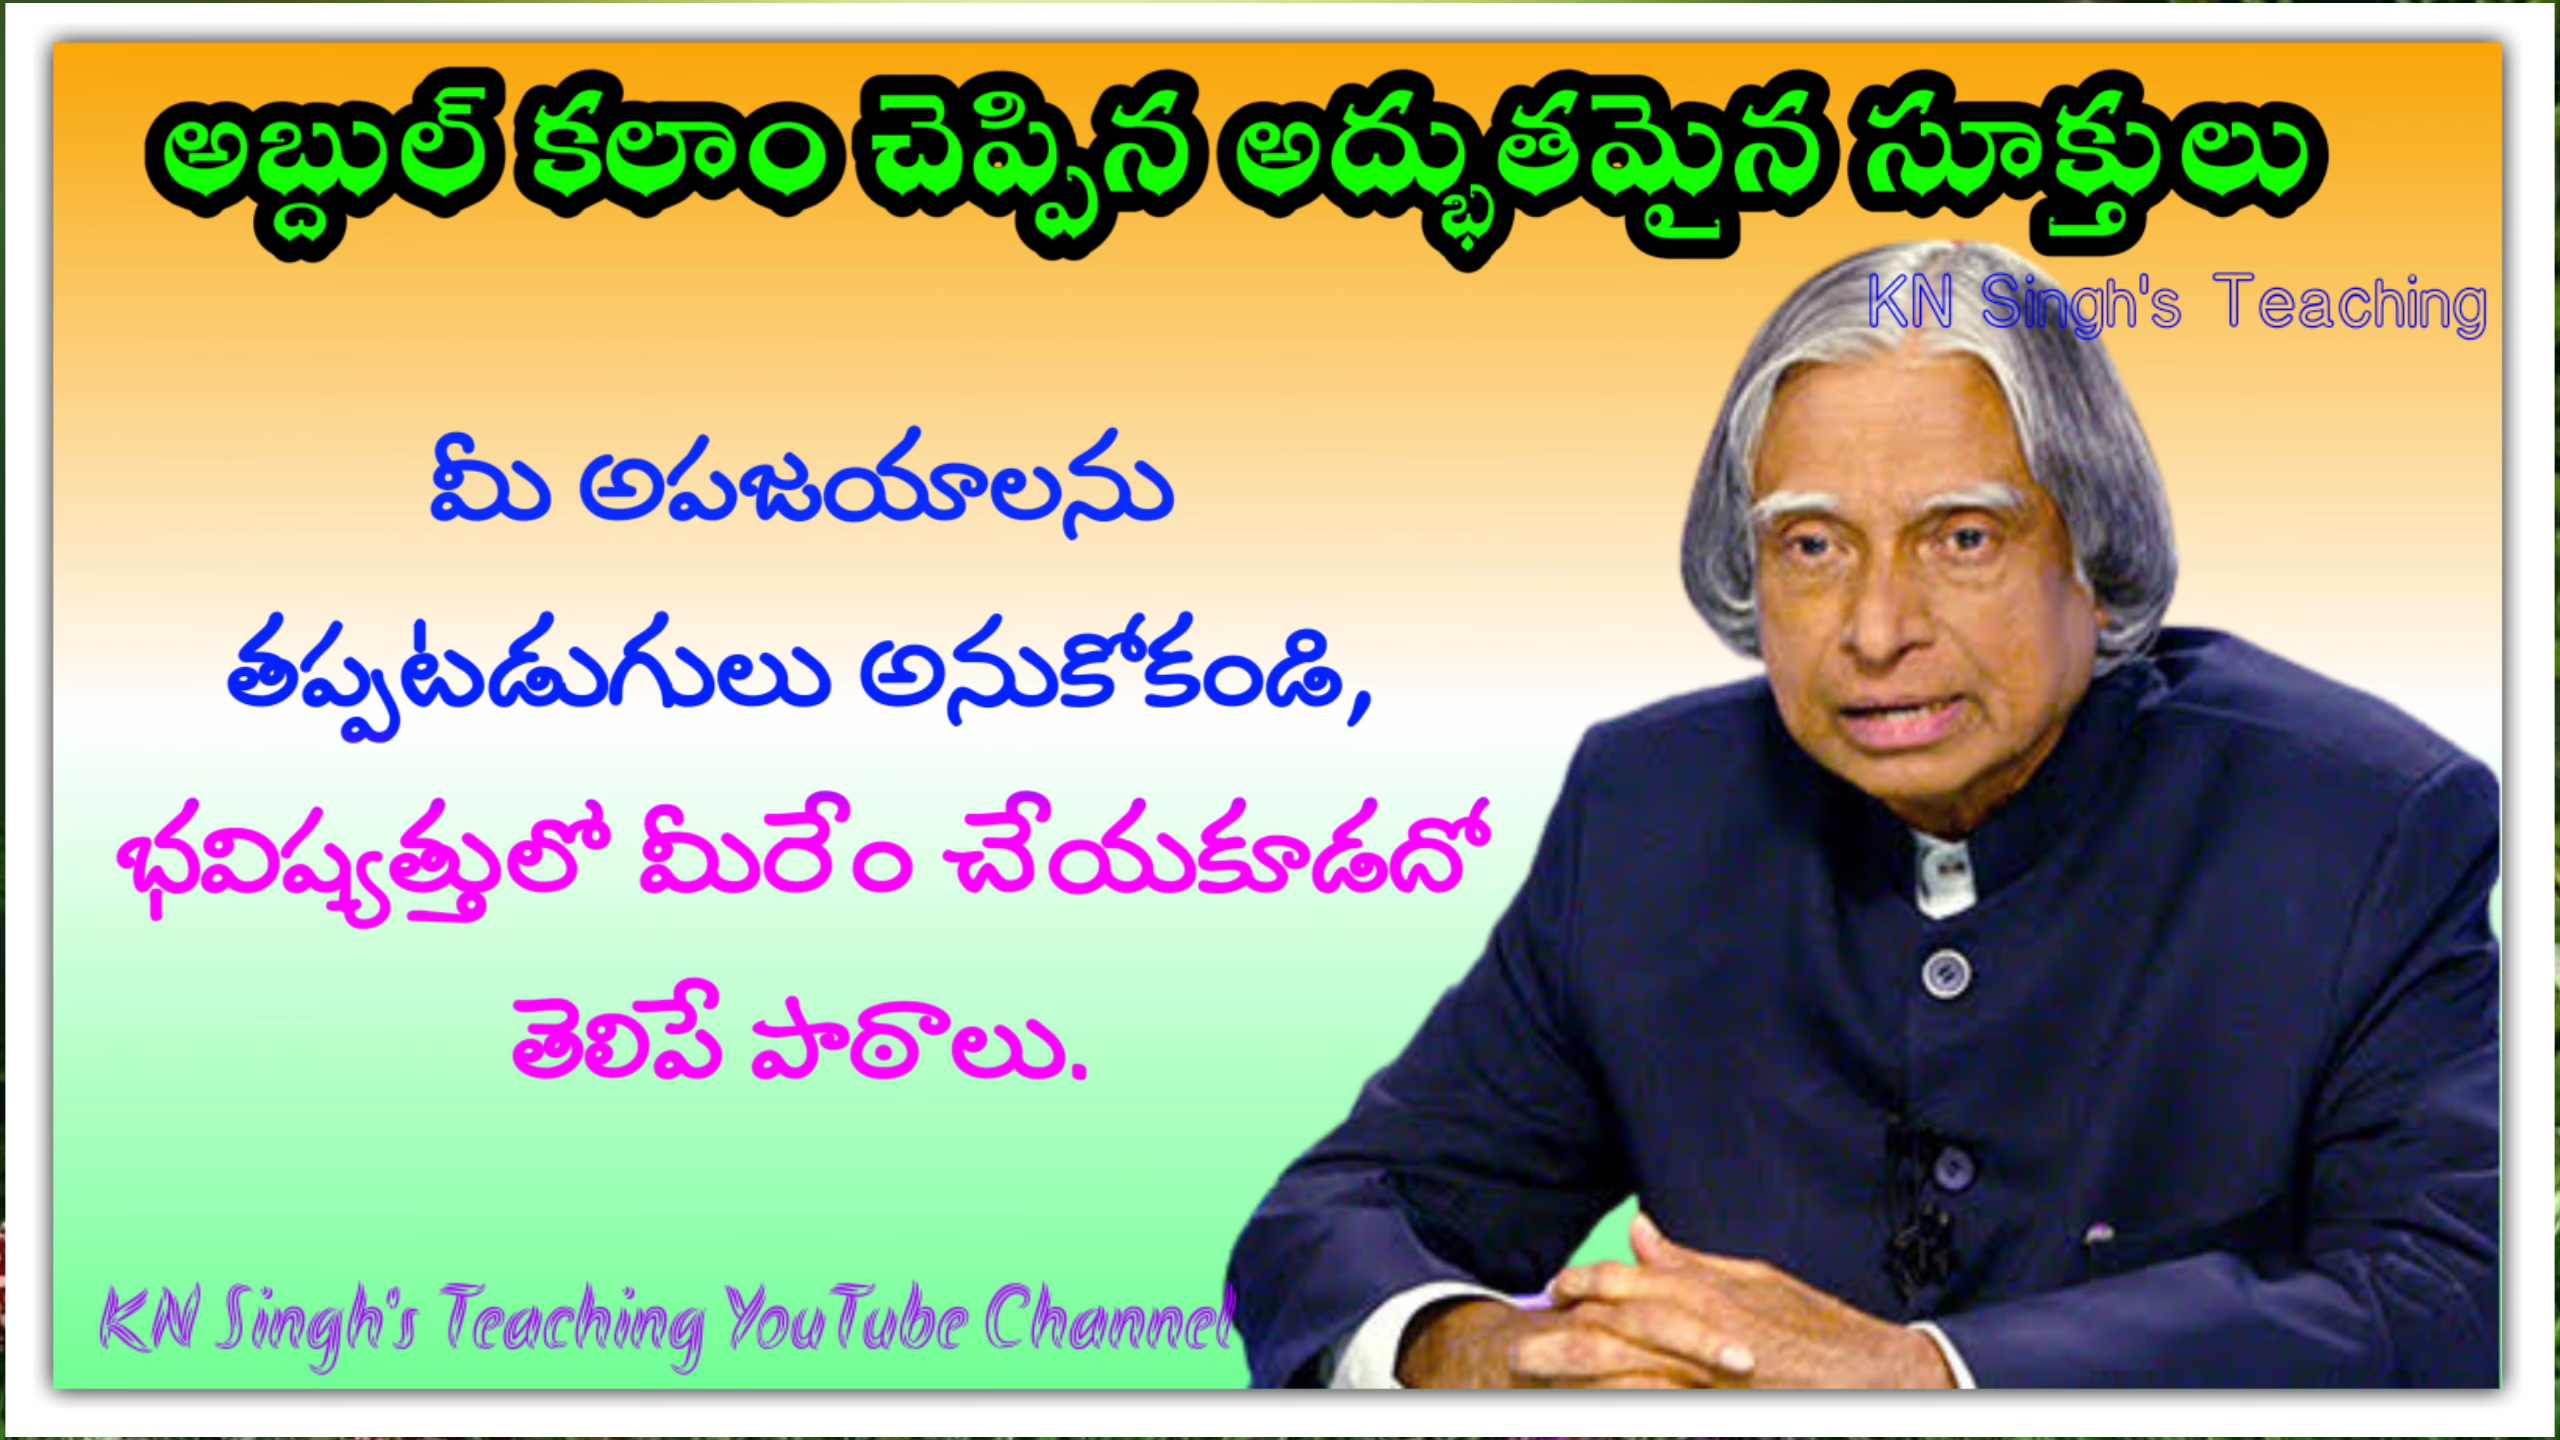 అబ్దుల్ కలాం చెప్పిన అద్భుతమైన సూక్తులు
KN Singh's Teaching
మీ అపజయాలను
తప్పటడుగులు అనుకోకండి,
భవిష్యత్తులో మీరేం చేయకూడదో
తెలిపే పాఠాలు.
KN Singh's Teaching YouTube Channel